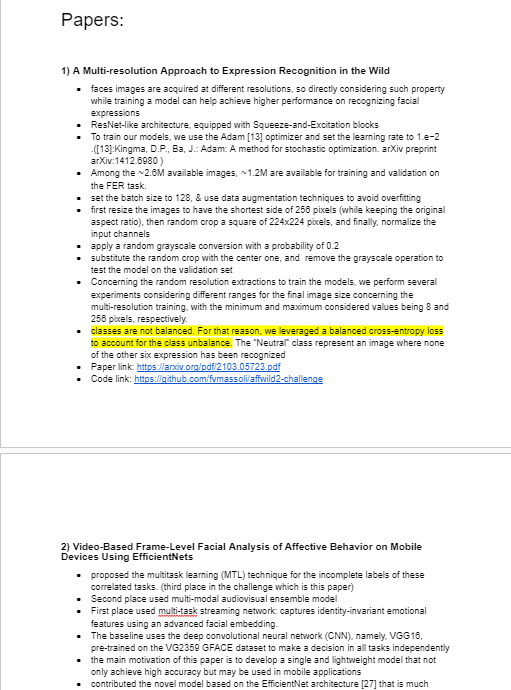 Papers:
1) A Multi-resolution Approach to Expression Recognition in the Wild
• faces images are acquired at different resolutions, so directly considering such property
while training a model can help achieve higher performance on recognizing facial
expressions
• ResNet-like architecture, equipped with Squeeze-and-Excitation blocks
• To train our models, we use the Adam [13] optimizer and set the learning rate to 1.e−2
.([13]:Kingma, D.P., Ba, J.: Adam: A method for stochastic optimization. arXiv preprint
arXiv:1412.6980 )
• Among the ~2.6M available images, ~1.2M are available for training and validation on
the FER task.
• set the batch size to 128, & use data augmentation techniques to avoid overfitting
• first resize the images to have the shortest side of 256 pixels (while keeping the original
aspect ratio), then random crop a square of 224x224 pixels, and finally, normalize the
input channels
• apply a random grayscale conversion with a probability of 0.2
• substitute the random crop with the center one, and remove the grayscale operation to
test the model on the validation set
• Concerning the random resolution extractions to train the models, we perform several
experiments considering different ranges for the final image size concerning the
multi-resolution training, with the minimum and maximum considered values being 8 and
256 pixels, respectively.
• classes are not balanced. For that reason, we leveraged a balanced cross-entropy loss
to account for the class unbalance. The "Neutral" class represent an image where none
of the other six expression has been recognized
• Paper link: https://arxiv.org/pdf/2103.05723.pdf
• Code link: https://github.com/fvmassoli/affwild2-challenge
2) Video-Based Frame-Level Facial Analysis of Affective Behavior on Mobile
Devices Using EfficientNets
• proposed the multitask learning (MTL) technique for the incomplete labels of these
correlated tasks. (third place in the challenge which is this paper)
• Second place used multi-modal audiovisual ensemble model
• First place used multi-task streaming network: captures identity-invariant emotional
features using an advanced facial embedding.
• The baseline uses the deep convolutional neural network (CNN), namely, VGG16,
pre-trained on the VG2359 GFACE dataset to make a decision in all tasks independently
• the main motivation of this paper is to develop a single and lightweight model that not
only achieve high accuracy but may be used in mobile applications
• contributed the novel model based on the EfficientNet architecture [27] that is much